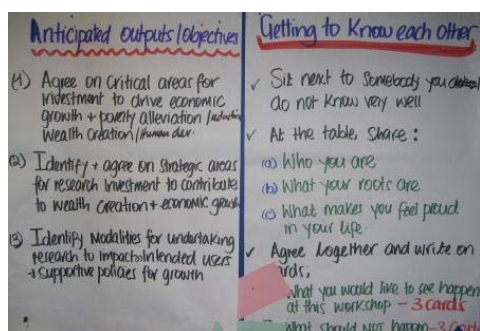 Anticipated outputs/objectives
(1) Agree on critical areas for
investment to drive economic
growth + poverty alleviation /
wealth creation / human dev.
(2) Identify + agree on strategic areas
for research investment to contribute
to wealth creation + economic growth
(3) Identify Modalities for undertaking
research to impact intended users
+ supportive policies for growth
Getting to Know each other
✓ Sit next to Somebody you
do not know very well
✓ At the table, share :
(a) Who you are
(b) What your roots are
(c) What makes you feel proud
in your life.
✓ Agree together and write on
cards,
What you would like to see happen
at this workshop – 3 cards
What should NOT happen – 3 Cards